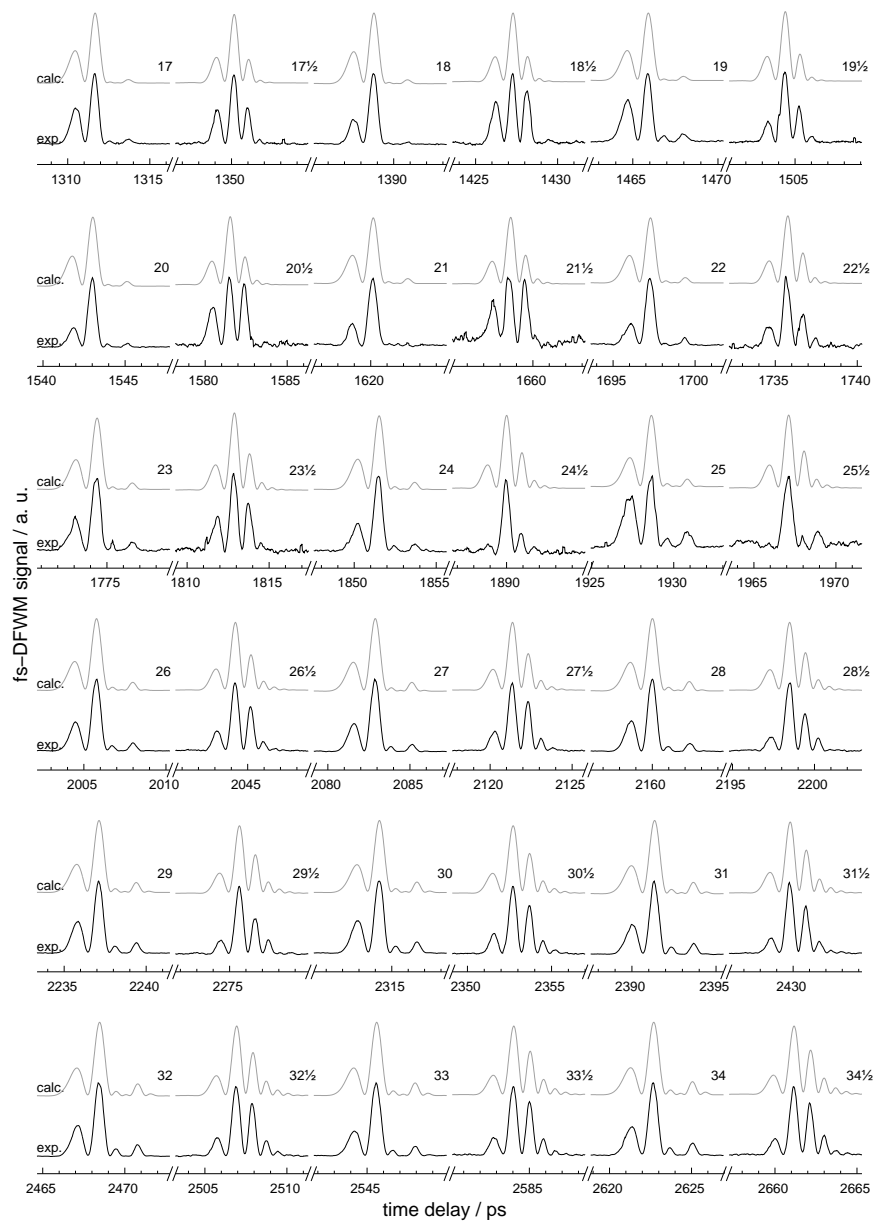 17 17½ 18 18½ 19 19½
calc.
exp.
1310 1315 1350 1390 1425 1430 1465 1470 1505
20 20½ 21 21½ 22 22½
calc.
exp.
1540 1545 1580 1585 1620 1660 1695 1700 1735 1740
23 23½ 24 24½ 25 25½
calc.
exp.
1775 1810 1815 1850 1855 1890 1925 1925 1930 1965 1970
fs–DFWM signal / a. u.
26 26½ 27 27½ 28 28½
calc.
exp.
2005 2010 2045 2080 2085 2120 2125 2160 2195 2200
29 29½ 30 30½ 31 31½
calc.
exp.
2235 2240 2275 2315 2350 2355 2390 2395 2430
32 32½ 33 33½ 34 34½
calc.
exp.
2465 2470 2505 2510 2545 2585 2620 2625 2660 2665
time delay / ps